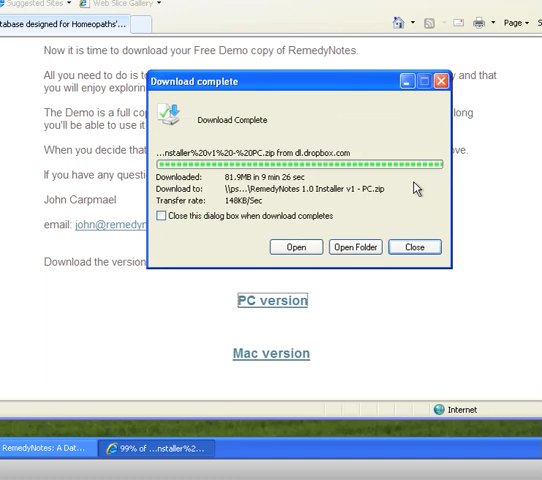 Suggested Sites
Web Slice Gallery
tabase designed for Homeopaths'...
Page
Now it is time to download your Free Demo copy of RemedyNotes.
All you need to do is to
y and that
you will enjoy explorin
The Demo is a full cop
long
you'll be able to use it
When you decide that
ove.
If you have any questi
John Carpmael
email: john@remedyn
Download the version
Download complete
Download Complete
...nstaller%20v1%20-%20PC.zip from dl.dropbox.com
Downloaded: 81.9MB in 9 min 26 sec
Download to: \\ps...\RemedyNotes 1.0 Installer v1 - PC.zip
Transfer rate: 148KB/Sec
Close this dialog box when download completes
Open Open Folder Close
PC version
Mac version
Internet
RemedyNotes: A Dat...
99% of ...nstaller%2...